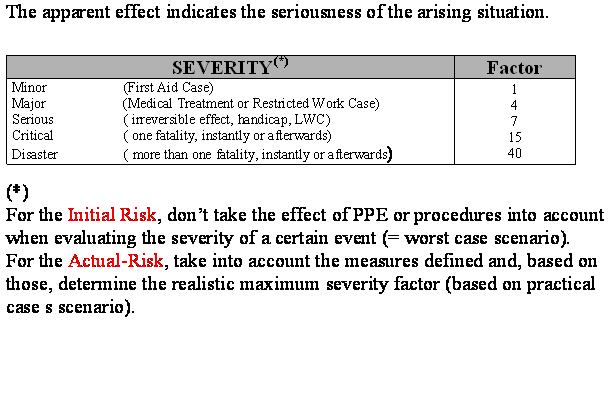 The apparent effect indicates the seriousness of the arising situation.
SEVERITY(*) Factor
Minor (First Aid Case) 1
Major (Medical Treatment or Restricted Work Case) 4
Serious ( irreversible effect, handicap, LWC) 7
Critical ( one fatality, instantly or afterwards) 15
Disaster ( more than one fatality, instantly or afterwards) 40
(*)
For the Initial Risk, don’t take the effect of PPE or procedures into account
when evaluating the severity of a certain event (= worst case scenario).
For the Actual-Risk, take into account the measures defined and, based on
those, determine the realistic maximum severity factor (based on practical
case s scenario).